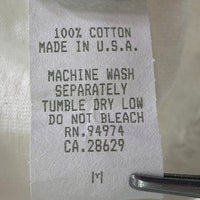 100% COTTON
MADE IN U.S.A.
MACHINE WASH
SEPARATELY
TUMBLE DRY LOW
DO NOT BLEACH
RN.94974
CA.28629
M